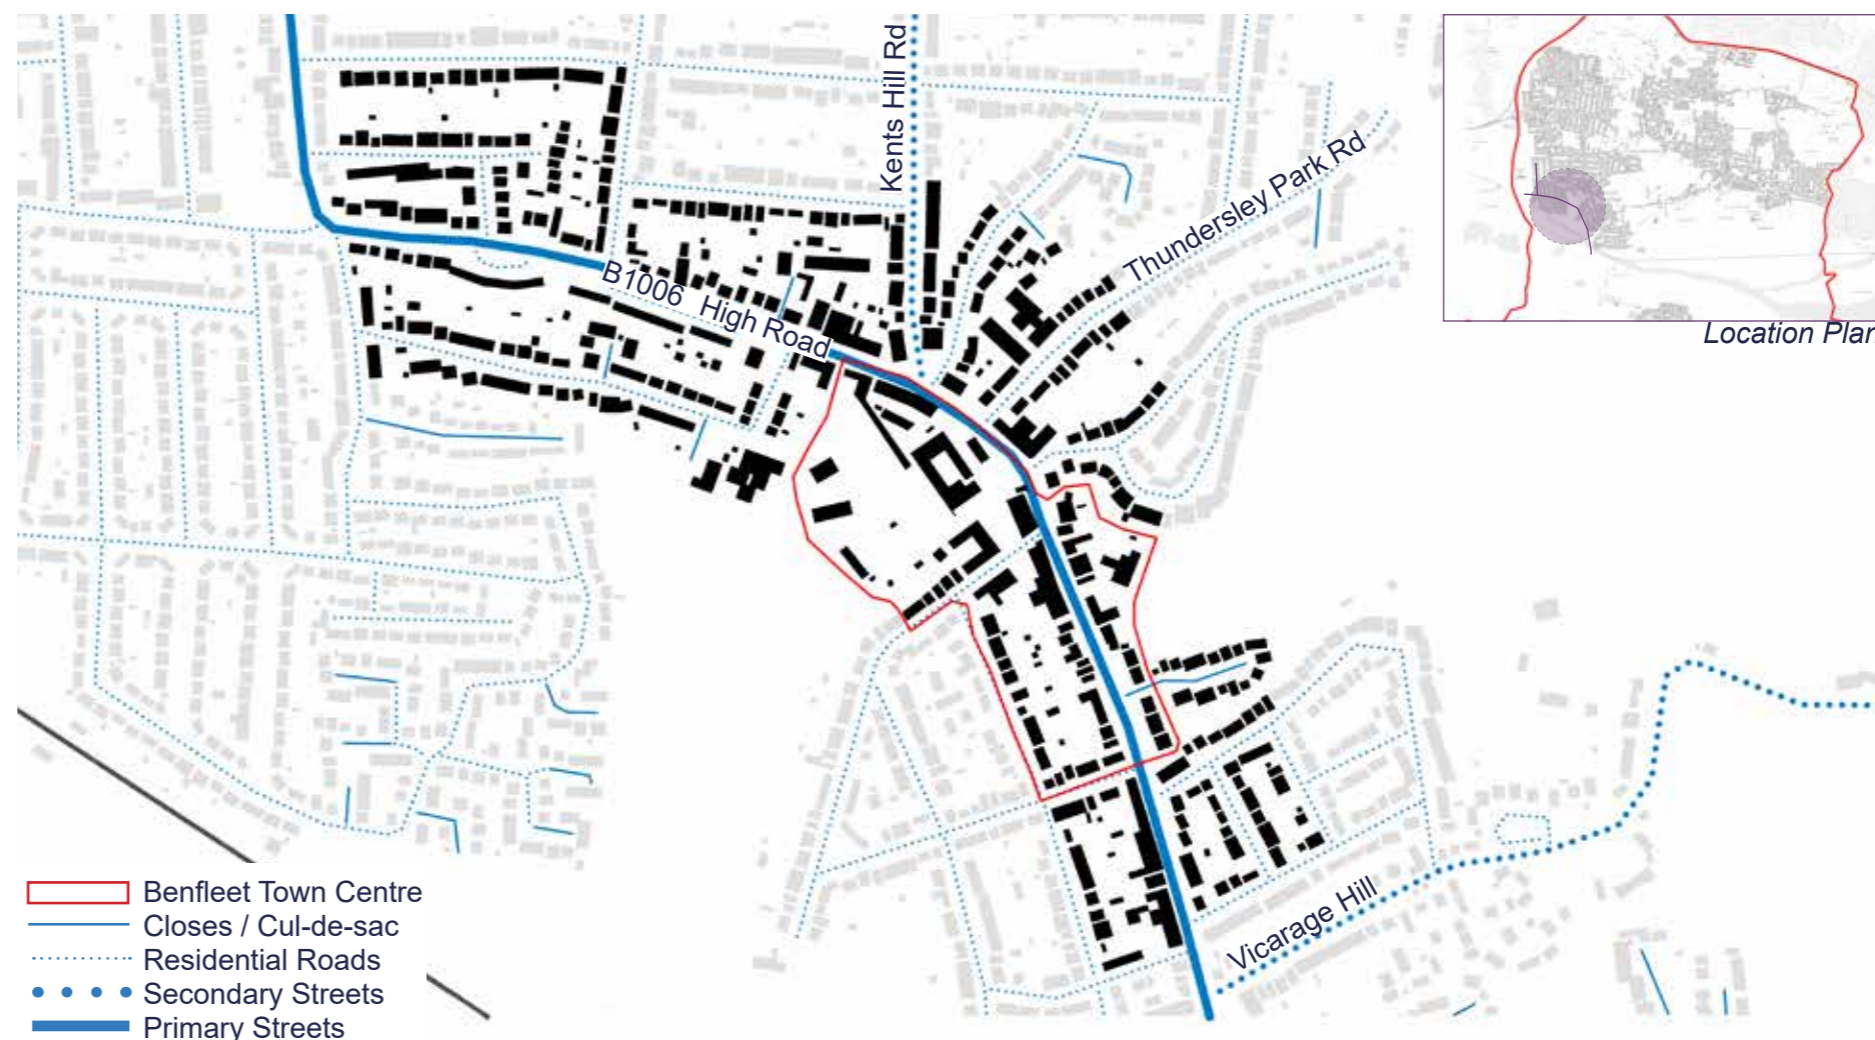 Kents Hill Rd
Thundersley Park Rd
B1006 High Road
Location Plan
Vicarage Hill
Benfleet Town Centre
Closes / Cul-de-sac
Residential Roads
Secondary Streets
Primary Streets